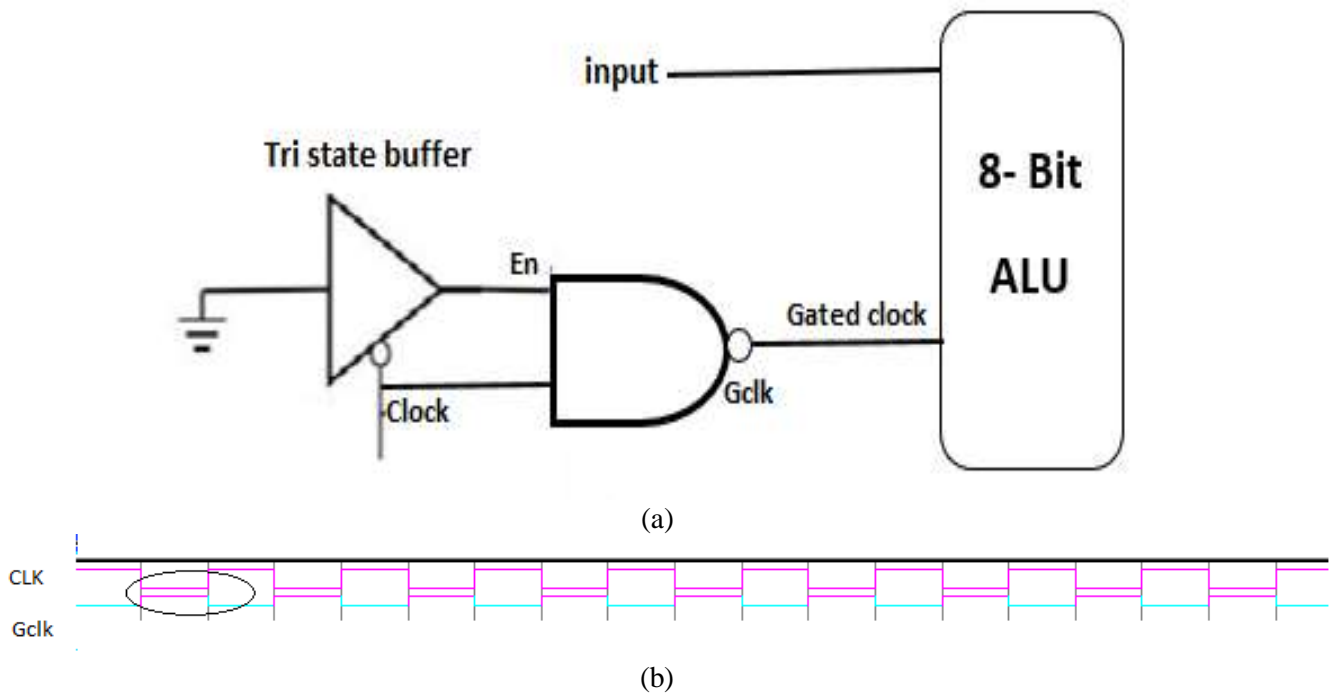 input
Tri state buffer
8- Bit
ALU
En
Gated clock
Clock
Gclk
(a)
CLK
Gclk
(b)